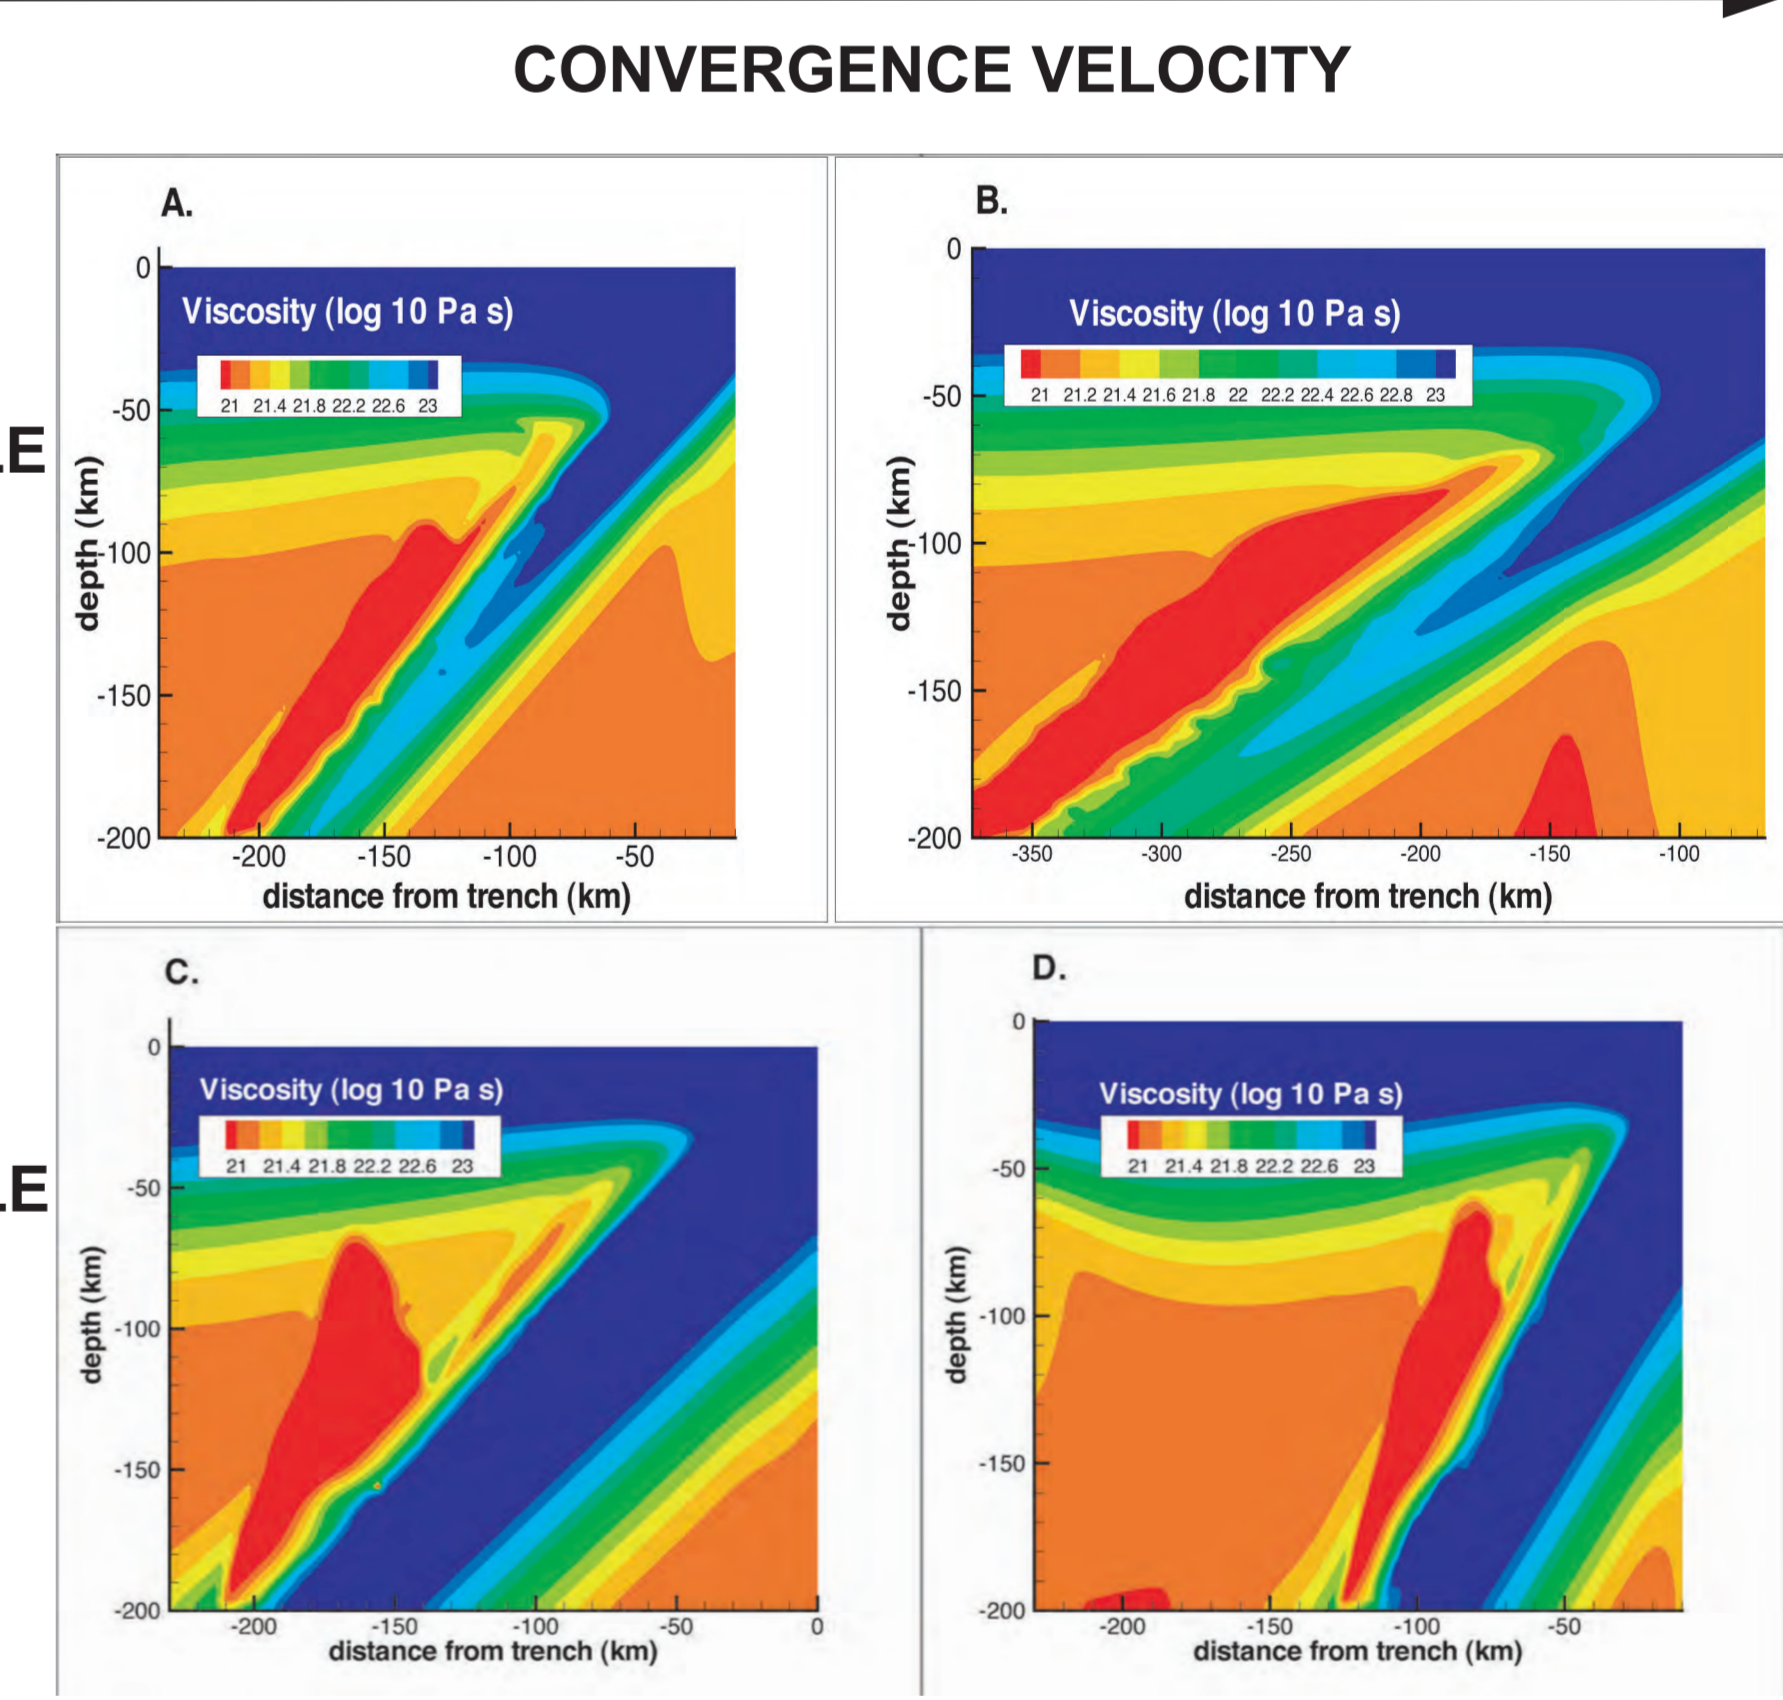 CONVERGENCE VELOCITY
A.
Viscosity (log 10 Pa s)
21 21.4 21.8 22.2 22.6 23
0
-50
-100
-150
-200
depth (km)
-200 -150 -100 -50
distance from trench (km)
B.
Viscosity (log 10 Pa s)
21 21.2 21.4 21.6 21.8 22 22.2 22.4 22.6 22.8 23
0
-50
-100
-150
-200
depth (km)
-350 -300 -250 -200 -150 -100
distance from trench (km)
LE
C.
Viscosity (log 10 Pa s)
21 21.4 21.8 22.2 22.6 23
0
-50
-100
-150
-200
depth (km)
-200 -150 -100 -50 0
distance from trench (km)
D.
Viscosity (log 10 Pa s)
21 21.4 21.8 22.2 22.6 23
0
-50
-100
-150
-200
depth (km)
-200 -150 -100 -50
distance from trench (km)
LE